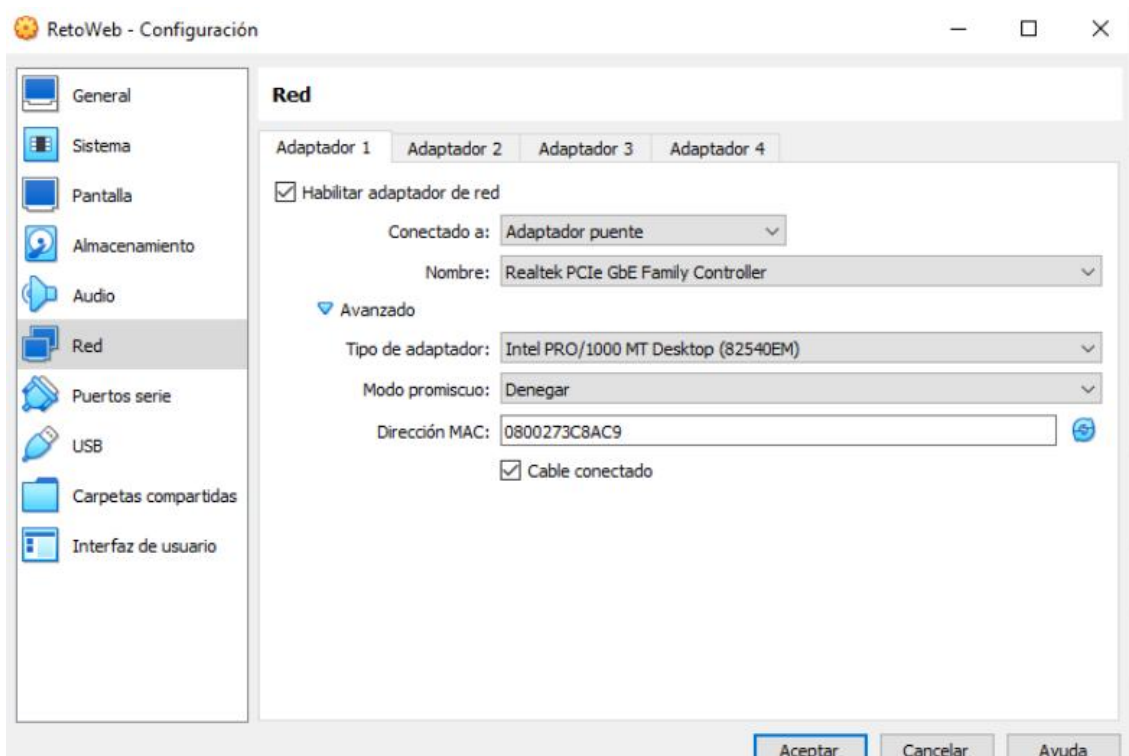 RetoWeb - Configuración
General
Sistema
Pantalla
Almacenamiento
Audio
Red
Puertos serie
USB
Carpetas compartidas
Interfaz de usuario
Red
Adaptador 1 Adaptador 2 Adaptador 3 Adaptador 4
Habilitar adaptador de red
Conectado a: Adaptador puente
Nombre: Realtek PCIe GbE Family Controller
Avanzado
Tipo de adaptador: Intel PRO/1000 MT Desktop (82540EM)
Modo promiscuo: Denegar
Dirección MAC: 0800273C8AC9
Cable conectado
Aceptar Cancelar Ayuda